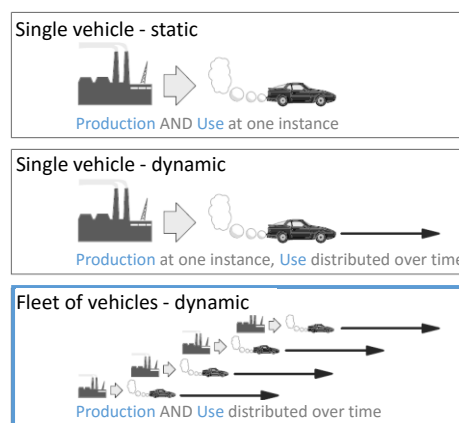 Single vehicle - static
Production AND Use at one instance
Single vehicle - dynamic
Production at one instance, Use distributed over time
Fleet of vehicles - dynamic
Production AND Use distributed over time